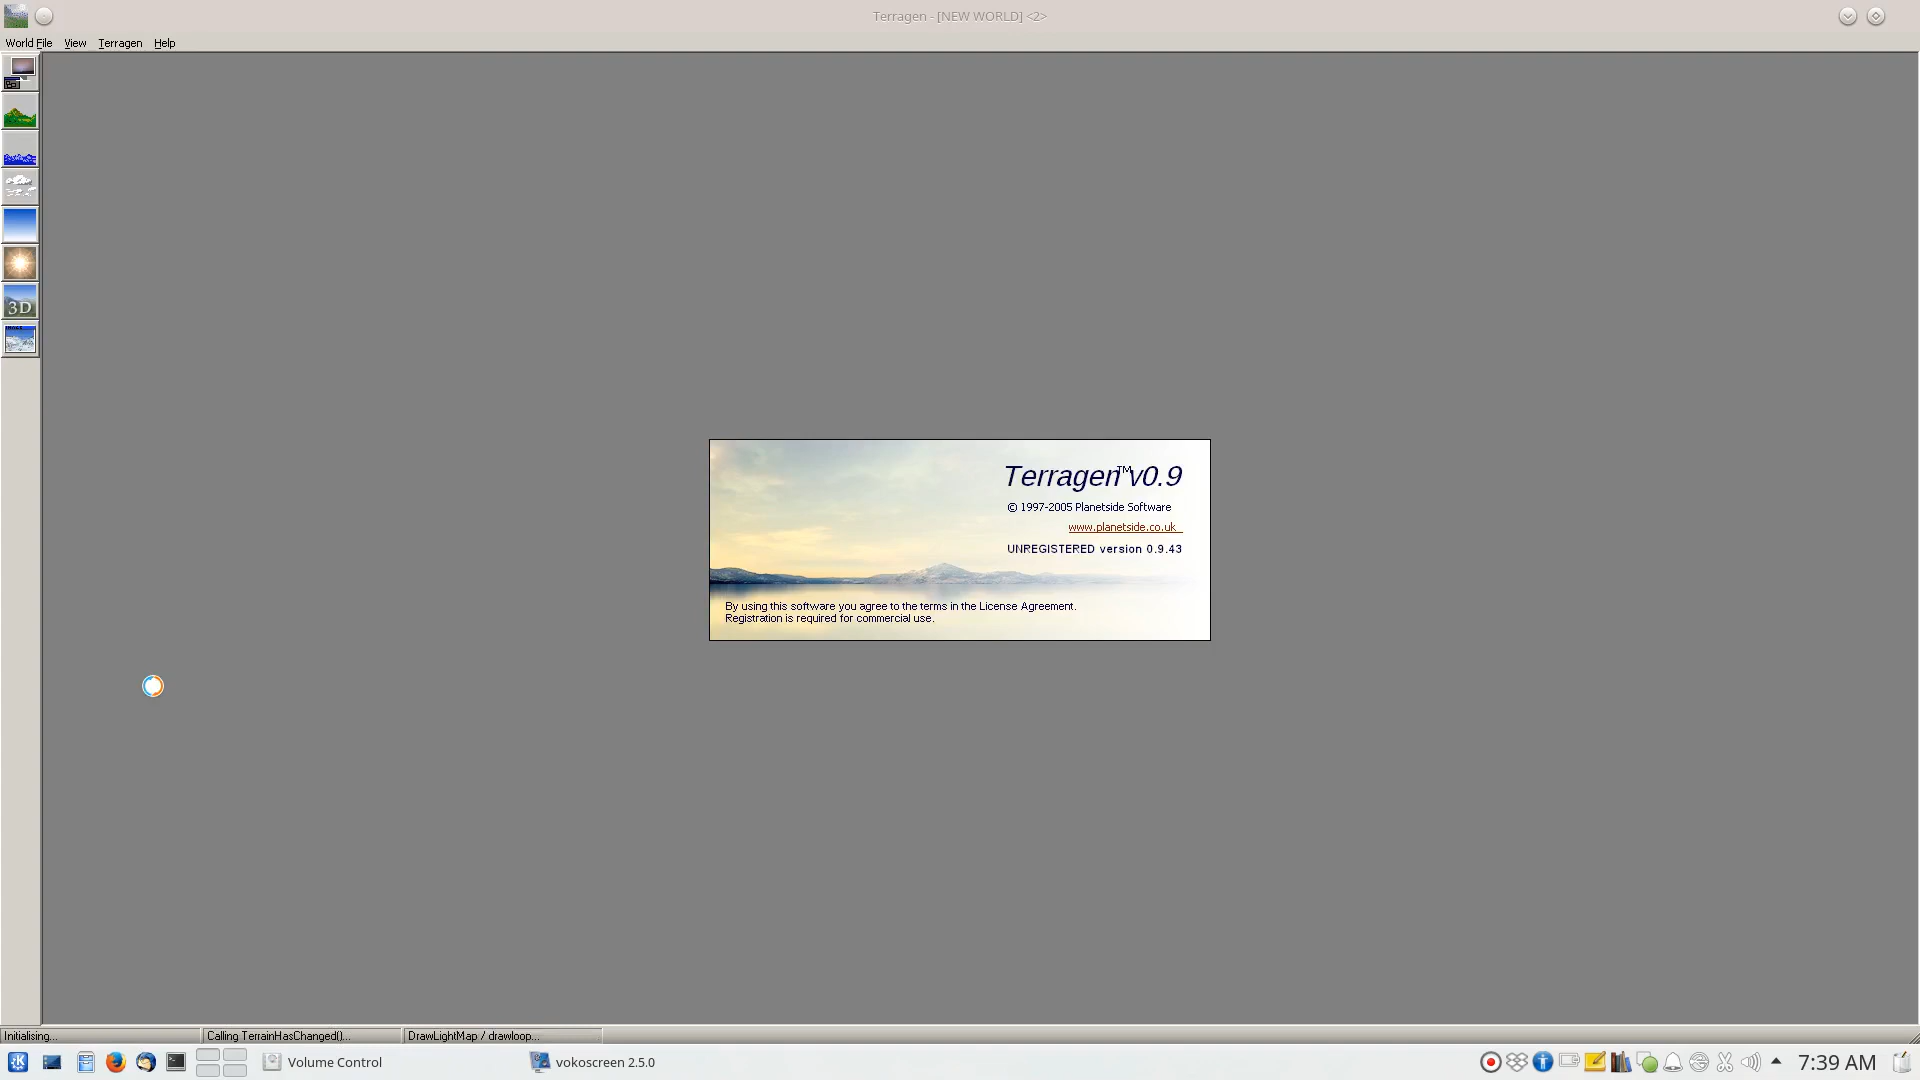 Terragen - [NEW WORLD] <2>
World File View Terragen Help
3D
Terragen™ v0.9
© 1997-2005 Planetside Software
www.planetside.co.uk
UNREGISTERED version 0.9.43
By using this software you agree to the terms in the License Agreement.
Registration is required for commercial use.
Initialising... Calling TerrainHasChanged()... DrawLightMap / drawloop...
Volume Control vokoscreen 2.5.0 7:39 AM